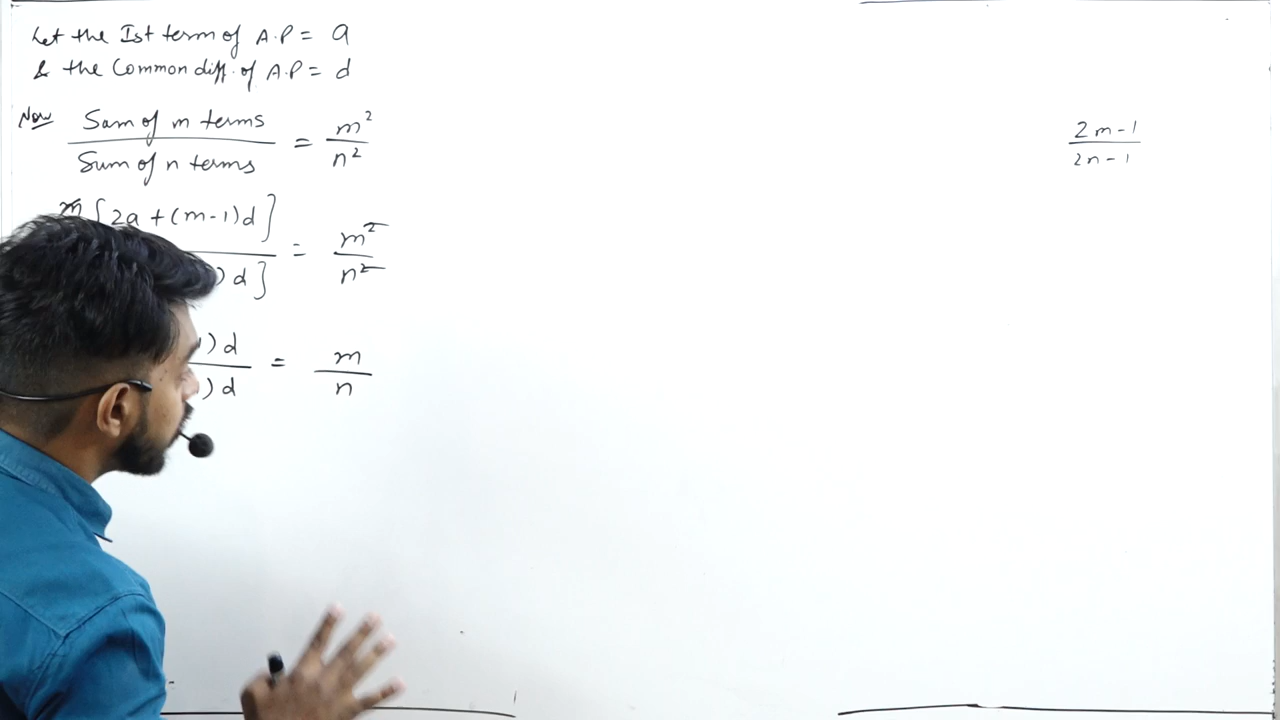 Let the Ist term of A.P = a
& the Common diff. of A.P = d
Now Sum of m terms / Sum of n terms = m² / n²
2m-1 / 2n-1
m [2a + (m-1)d] / )d] = m² / n²
)d / )d = m / n